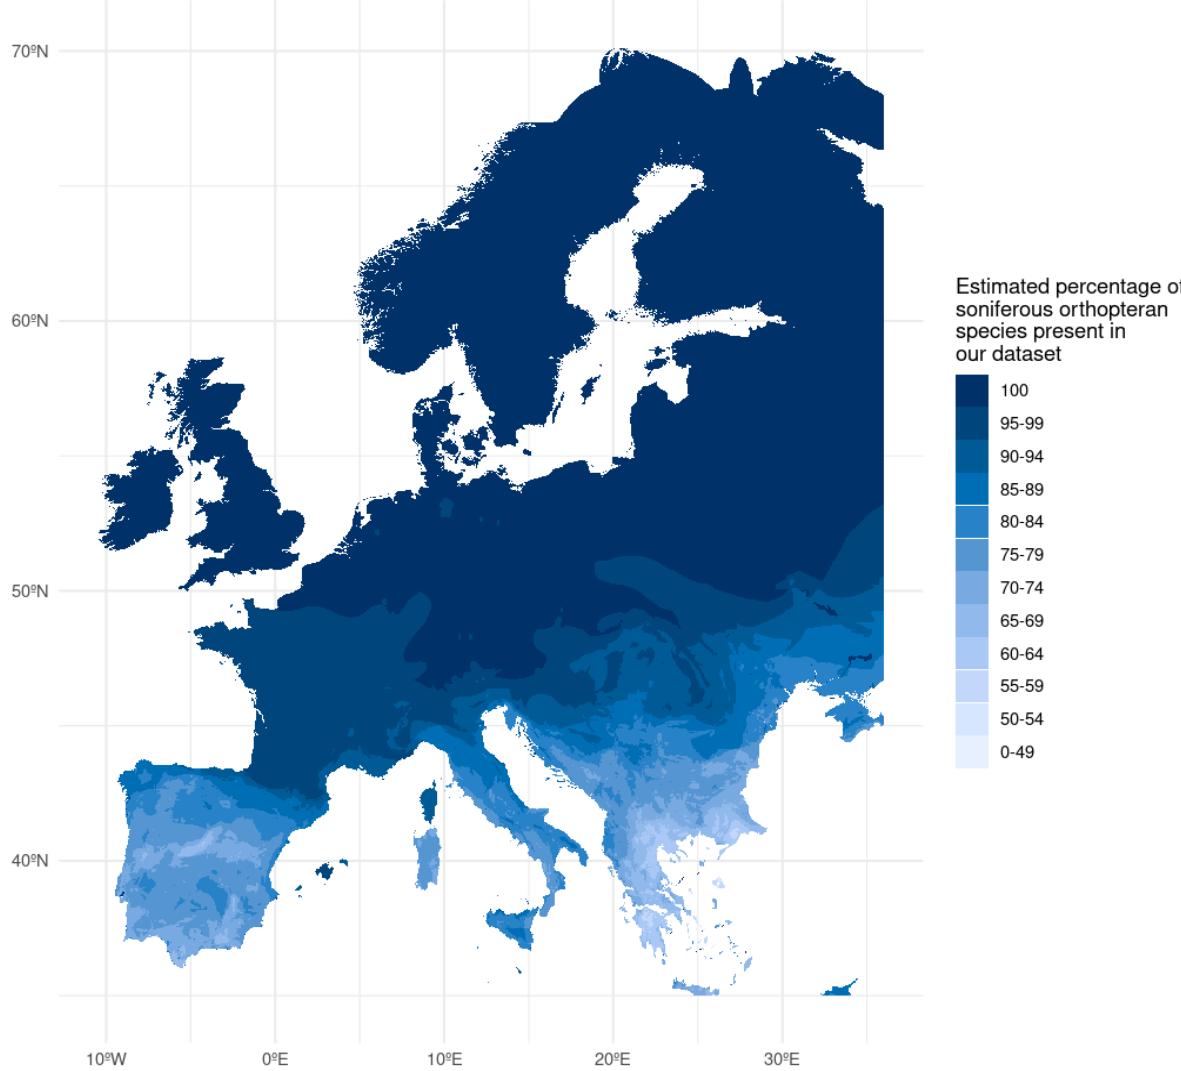 70ºN
60ºN
50ºN
40ºN
10ºW
0ºE
10ºE
20ºE
30ºE
Estimated percentage of
soniferous orthopteran
species present in
our dataset
100
95-99
90-94
85-89
80-84
75-79
70-74
65-69
60-64
55-59
50-54
0-49